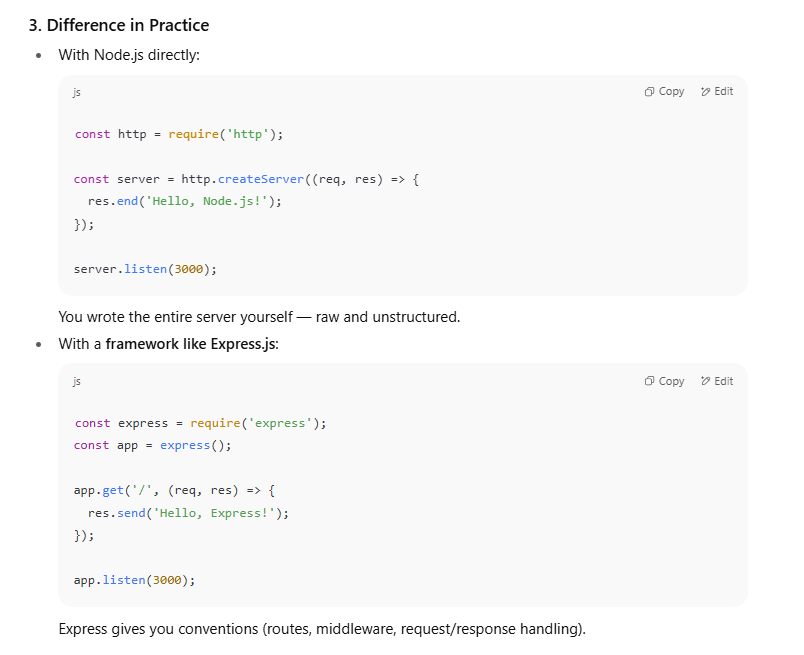 3. Difference in Practice
• With Node.js directly:
js Copy Edit
const http = require('http');
const server = http.createServer((req, res) => {
  res.end('Hello, Node.js!');
});
server.listen(3000);
You wrote the entire server yourself — raw and unstructured.
• With a framework like Express.js:
js Copy Edit
const express = require('express');
const app = express();
app.get('/', (req, res) => {
  res.send('Hello, Express!');
});
app.listen(3000);
Express gives you conventions (routes, middleware, request/response handling).